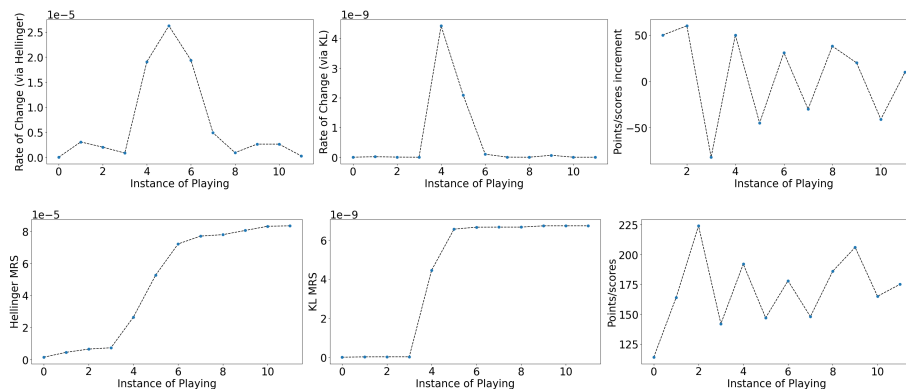 1e−5
Rate of Change (via Hellinger)
2.5
2.0
1.5
1.0
0.5
0.0
0 2 4 6 8 10
Instance of Playing
1e−9
Rate of Change (via KL)
4
3
2
1
0
0 2 4 6 8 10
Instance of Playing
Points/scores increment
50
0
−50
2 4 6 8 10
Instance of Playing
1e−5
Hellinger MRS
8
6
4
2
0
0 2 4 6 8 10
Instance of Playing
1e−9
KL MRS
6
4
2
0
0 2 4 6 8 10
Instance of Playing
Points/scores
225
200
175
150
125
0 2 4 6 8 10
Instance of Playing